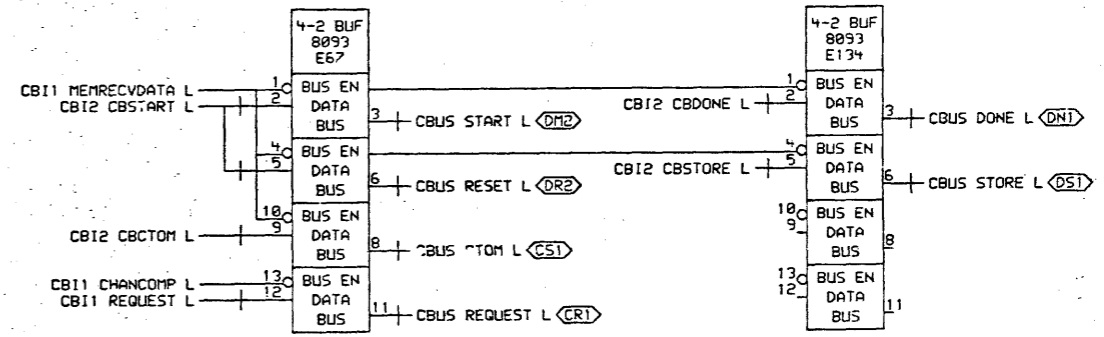 4-2 BUF
8093
E67
CBI1 MEMRECVDATA L
1
BUS EN
CBI2 CBSTART L
2
DATA
BUS
3
CBUS START L DM2
4
BUS EN
5
DATA
BUS
6
CBUS RESET L DR2
10
BUS EN
CBI2 CBCTOM L
9
DATA
BUS
8
L CS1
CBI1 CHANCOMP L
13
BUS EN
CBI1 REQUEST L
12
DATA
BUS
11
CBUS REQUEST L CR1
4-2 BUF
8093
E134
1
BUS EN
CBI2 CBDONE L
2
DATA
BUS
3
CBUS DONE L DN1
4
BUS EN
CBI2 CBSTORE L
5
DATA
BUS
6
CBUS STORE L DS1
10
BUS EN
9
DATA
BUS
8
13
BUS EN
12
DATA
BUS
11